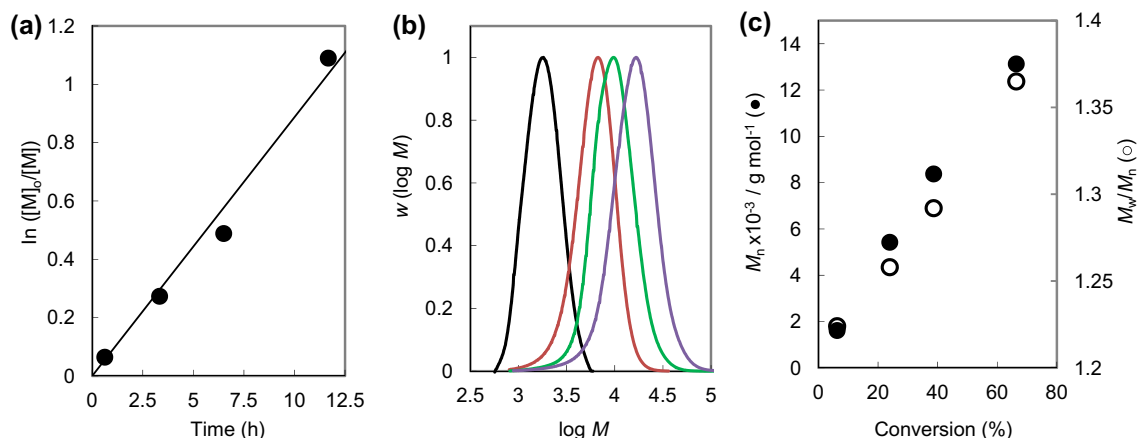 (a)
1.2
1
0.8
0.6
0.4
0.2
0
ln ([M]o/[M])
0 2.5 5 7.5 10 12.5
Time (h)
(b)
1
0.8
0.6
0.4
0.2
0
w (log M)
2.5 3 3.5 4 4.5 5
log M
(c)
14
12
10
8
6
4
2
0
Mn x10-3 / g mol-1 (●)
1.4
1.35
1.3
1.25
1.2
Mw/Mn (○)
0 20 40 60 80
Conversion (%)